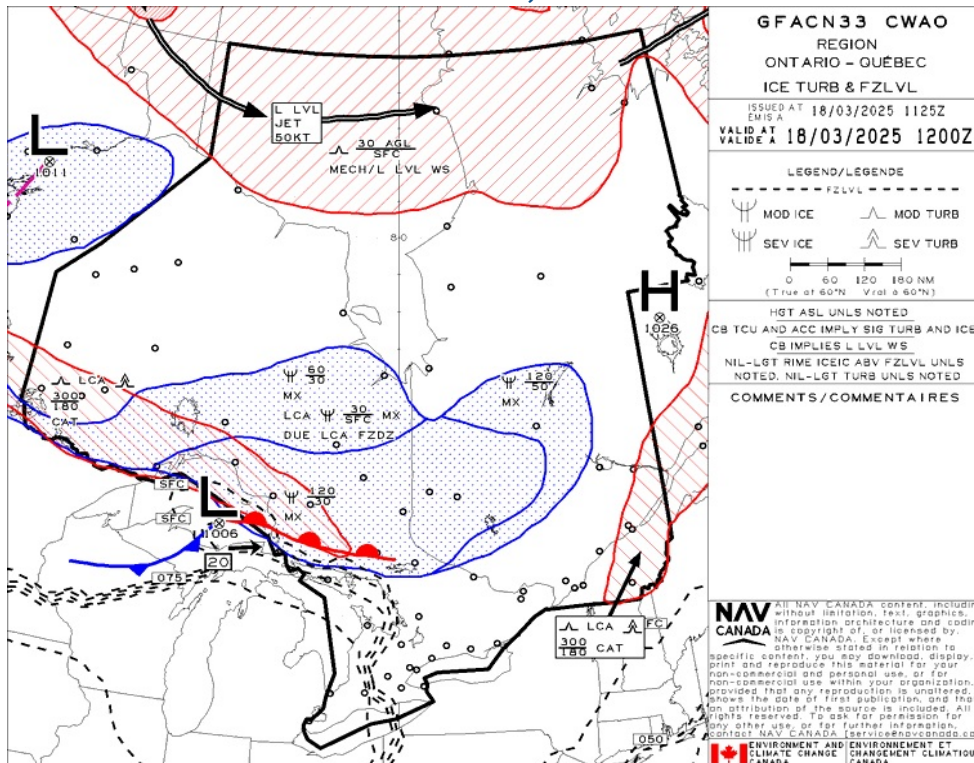 GFACN33 CWAO
REGION
ONTARIO – QUÉBEC
ICE TURB & FZLVL
ISSUED AT
ÉMIS À
18/03/2025 1125Z
VALID AT
VALIDE À
18/03/2025 1200Z
LEGEND/LÉGENDE
FZLVL
MOD ICE
MOD TURB
SEV ICE
SEV TURB
0 60 120 180 NM
(True at 60°N Vrai à 60°N)
HGT ASL UNLS NOTED
CB TCU AND ACC IMPLY SIG TURB AND ICE
CB IMPLIES L LVL WS
NIL-LGT RIME ICEIC ABV FZLVL UNLS
NOTED. NIL-LGT TURB UNLS NOTED
COMMENTS/COMMENTAIRES
L
1011
L LVL
JET
50KT
30 AGL
SFC
MECH/L LVL WS
80
H
1026
LCA
300
180
CAT
60
30
MX
LCA 30 MX
SFC
DUE LCA FZDZ
120
50
MX
120
30
MX
SFC
SFC
L
1006
20
075
LCA
300
180 CAT
FC
050
NAV
CANADA
All NAV CANADA content, including
without limitation, text, graphics,
information architecture and coding
is copyright of, or licensed by,
NAV CANADA. Except where
otherwise stated in relation to
specific content, you may download, display,
print and reproduce this material for your
non-commercial and personal use, or for
non-commercial use within your organization,
provided that any reproduction is unaltered,
shows the date of first publication, and tha
an attribution of the source is included. All
rights reserved. To ask for permission for
any other use, or for further information,
contact NAV CANADA [service@navcanada.ca
ENVIRONMENT AND
CLIMATE CHANGE
CANADA
ENVIRONNEMENT ET
CHANGEMENT CLIMATIQUE
CANADA